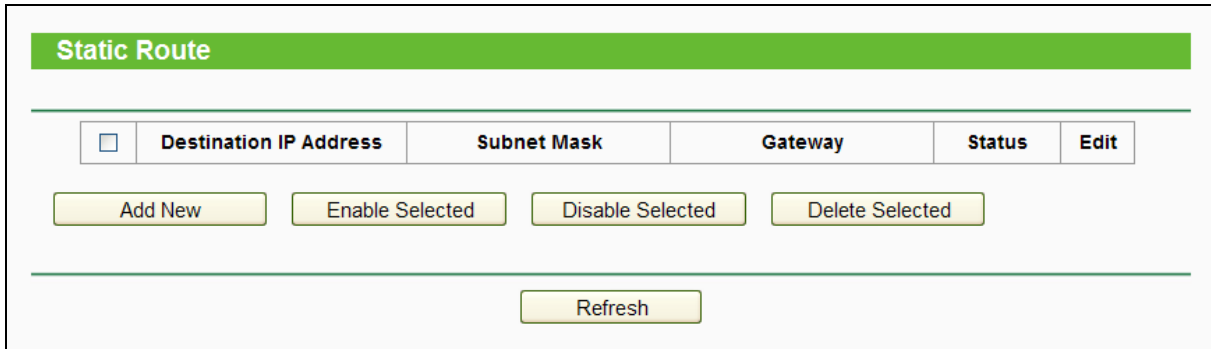 Static Route
Destination IP Address Subnet Mask Gateway Status Edit
Add New Enable Selected Disable Selected Delete Selected
Refresh